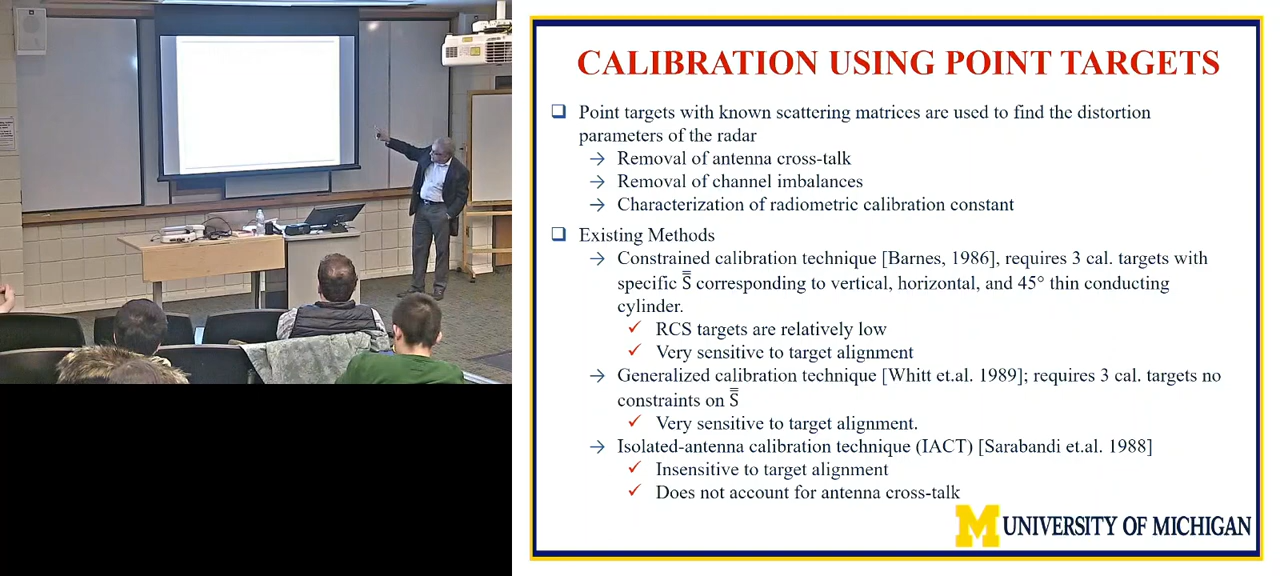 CALIBRATION USING POINT TARGETS
Point targets with known scattering matrices are used to find the distortion
parameters of the radar
→ Removal of antenna cross-talk
→ Removal of channel imbalances
→ Characterization of radiometric calibration constant
Existing Methods
→ Constrained calibration technique [Barnes, 1986], requires 3 cal. targets with
specific S̿ corresponding to vertical, horizontal, and 45° thin conducting
cylinder.
✓ RCS targets are relatively low
✓ Very sensitive to target alignment
→ Generalized calibration technique [Whitt et.al. 1989]; requires 3 cal. targets no
constraints on S̿
✓ Very sensitive to target alignment.
→ Isolated-antenna calibration technique (IACT) [Sarabandi et.al. 1988]
✓ Insensitive to target alignment
✓ Does not account for antenna cross-talk
M UNIVERSITY OF MICHIGAN